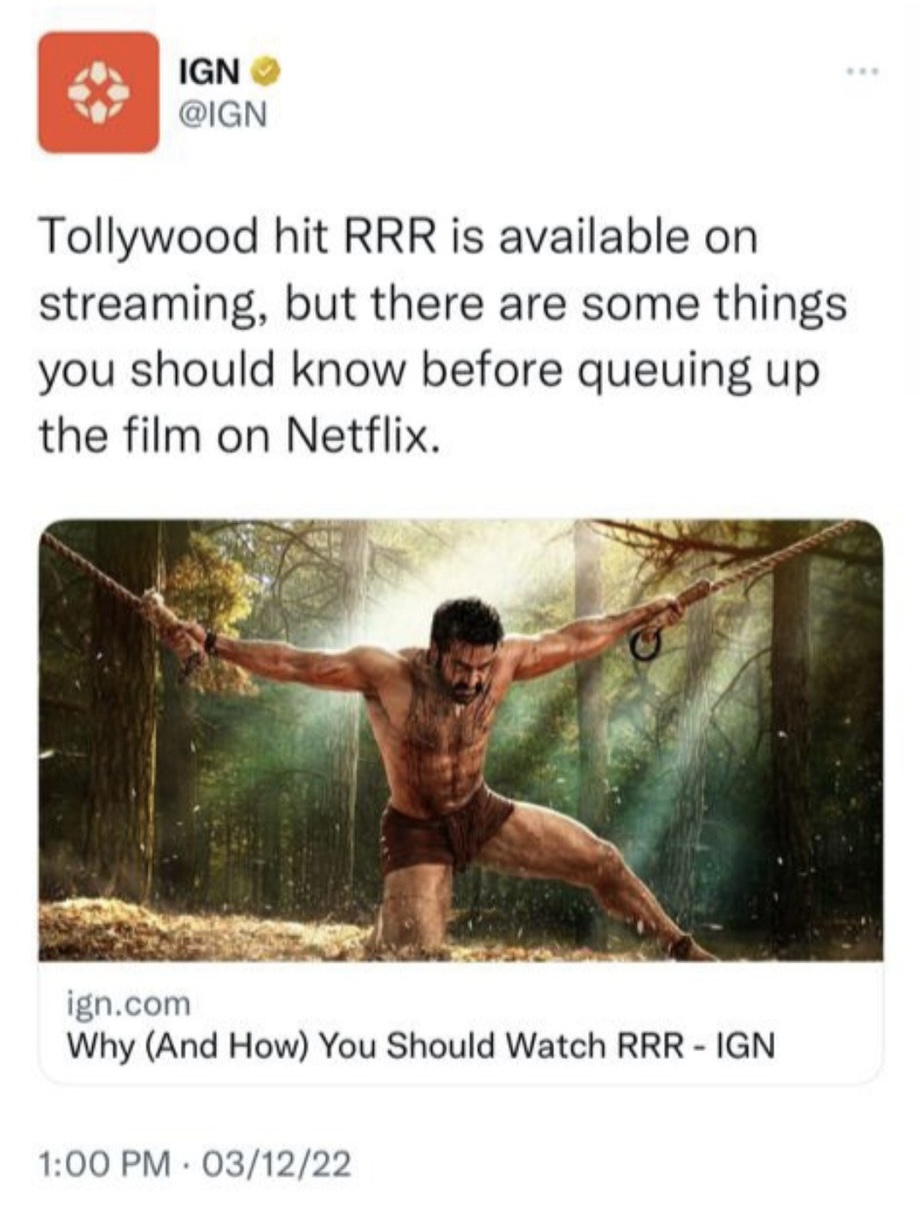 IGN
@IGN
Tollywood hit RRR is available on
streaming, but there are some things
you should know before queuing up
the film on Netflix.
ign.com
Why (And How) You Should Watch RRR - IGN
1:00 PM · 03/12/22